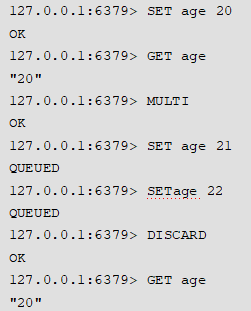 127.0.0.1:6379> SET age 20
OK
127.0.0.1:6379> GET age
"20"
127.0.0.1:6379> MULTI
OK
127.0.0.1:6379> SET age 21
QUEUED
127.0.0.1:6379> SETage 22
QUEUED
127.0.0.1:6379> DISCARD
OK
127.0.0.1:6379> GET age
"20"